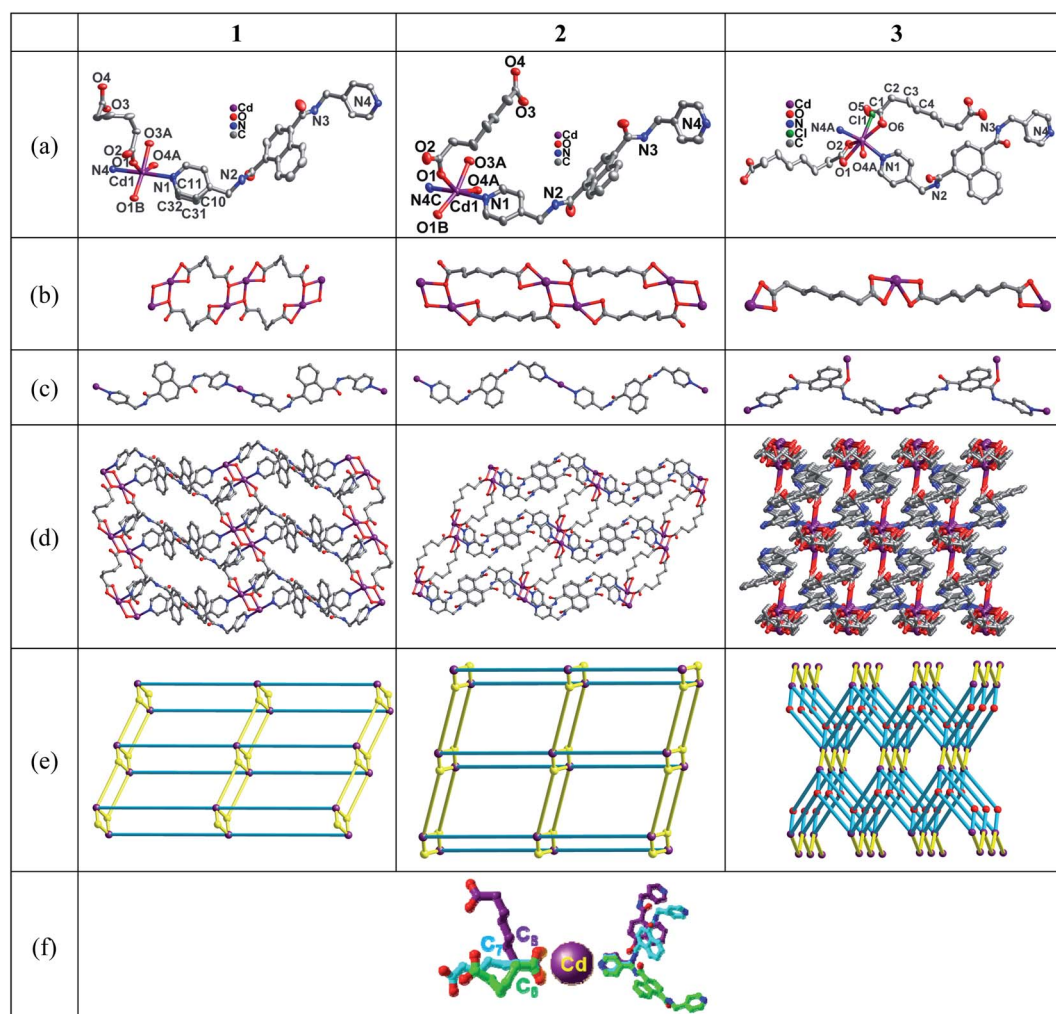 1 2 3
(a)
O4
O3
O3A
O2
O1 O4A
N4
Cd1
N1
C11
C32 C10
C31
O1B
N2
N3
N4
Cd
O
N
C
O4
O3
O2
O3A
O1
O4A
N4C
Cd1
N1
O1B
N2
N3
N4
Cd
O
N
C
C2
C3
C1
O5
C4
Cl1
N4A
O6
O2
O1
O4A
N1
N2
N3
N4
Cd
O
N
Cl
C
(b)
(c)
(d)
(e)
(f)
C7
C8
C6
Cd